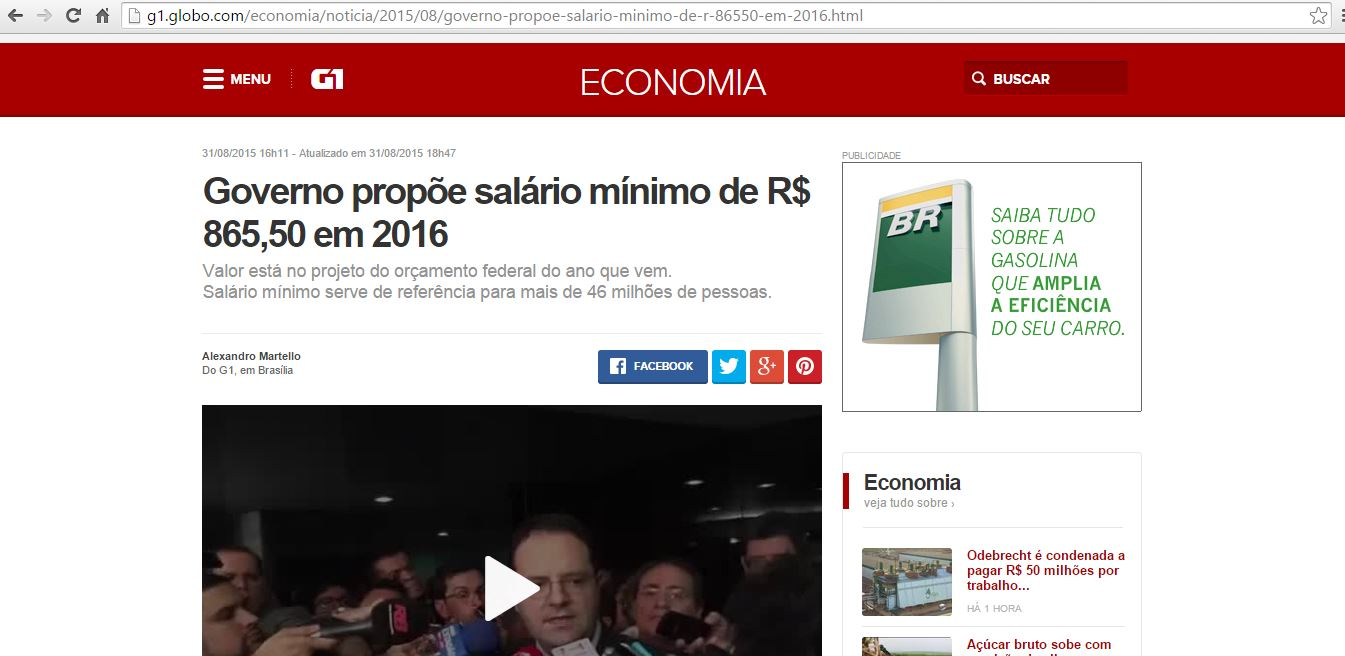 g1.globo.com/economia/noticia/2015/08/governo-propoe-salario-minimo-de-r-86550-em-2016.html
MENU
G1
ECONOMIA
BUSCAR
31/08/2015 16h11 - Atualizado em 31/08/2015 18h47
Governo propõe salário mínimo de R$
865,50 em 2016
Valor está no projeto do orçamento federal do ano que vem.
Salário mínimo serve de referência para mais de 46 milhões de pessoas.
Alexandro Martello
Do G1, em Brasília
FACEBOOK
g+
PUBLICIDADE
BR
SAIBA TUDO
SOBRE A
GASOLINA
QUE AMPLIA
A EFICIÊNCIA
DO SEU CARRO.
Economia
veja tudo sobre ›
Odebrecht é condenada a
pagar R$ 50 milhões por
trabalho...
HÁ 1 HORA
Açúcar bruto sobe com